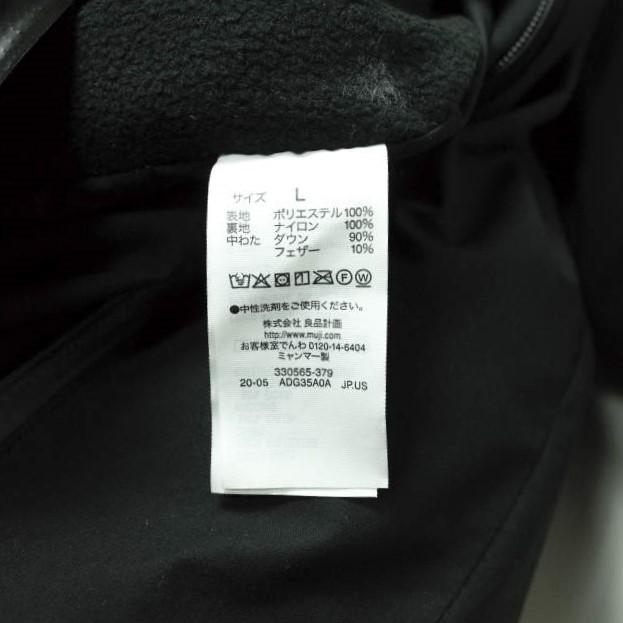 サイズ L
表地 ポリエステル100%
裏地 ナイロン 100%
中わた ダウン 90%
フェザー 10%
F W
●中性洗剤をご使用ください。
株式会社 良品計画
http://www.muji.com
お客様室でんわ 0120-14-6404
ミャンマー製
330565-379
20-05 ADG35A0A JP.US